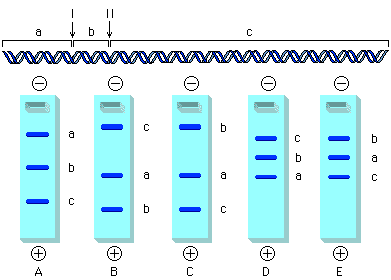 I II
a b c
− − − − −
a c b
c b
b a
b a a
a c
c b c
+ + + + +
A B C D E